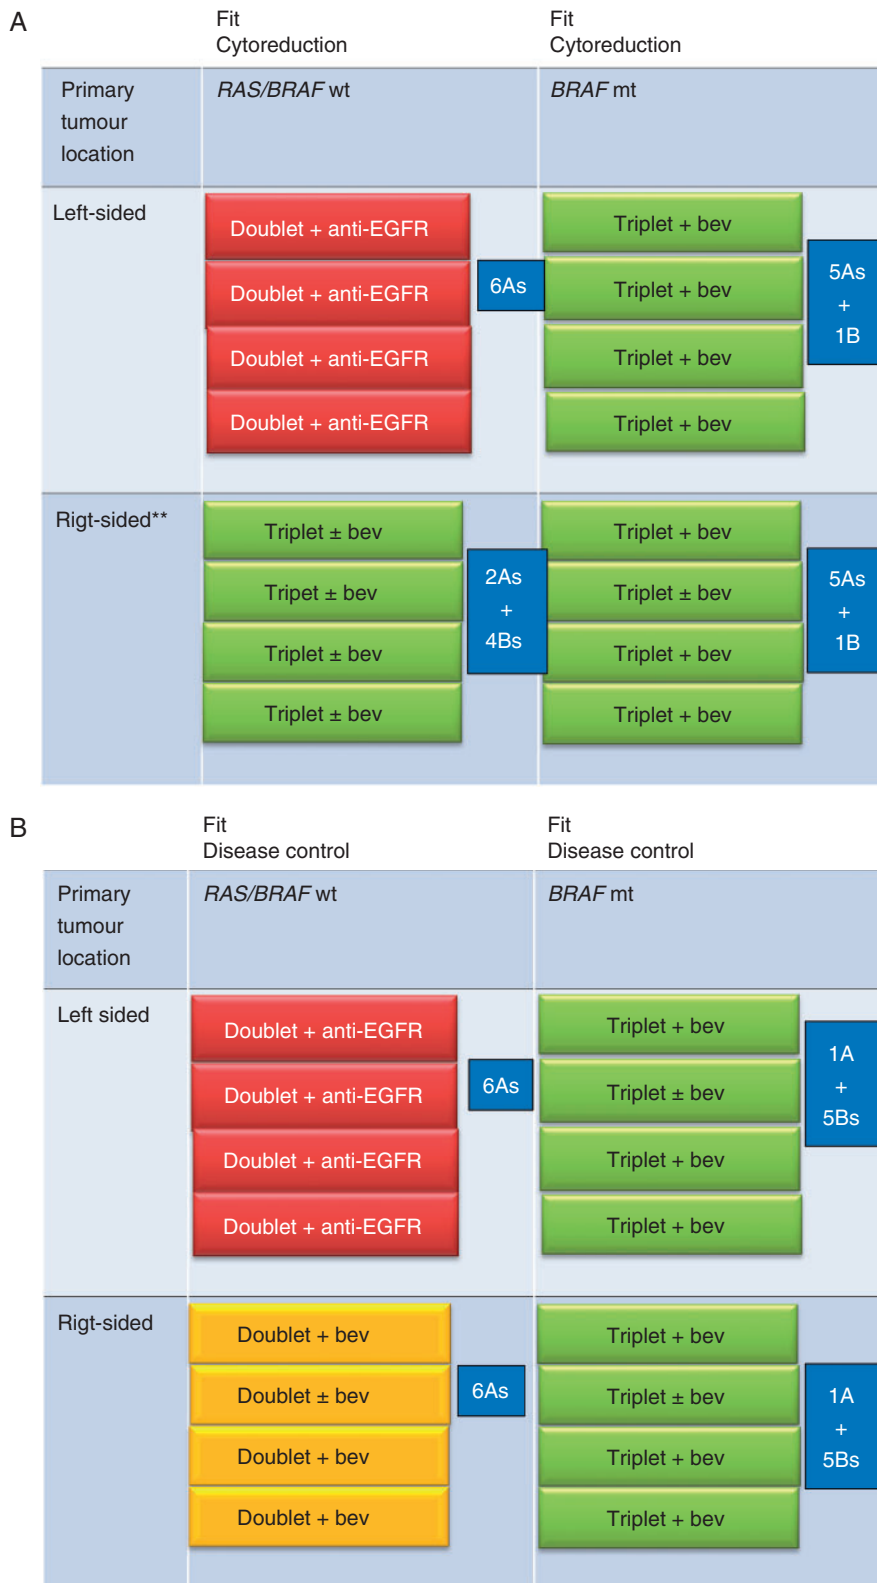 A
Fit
Cytoreduction
Fit
Cytoreduction
Primary
tumour
location
RAS/BRAF wt
BRAF mt
Left-sided
Doublet + anti-EGFR
Doublet + anti-EGFR
Doublet + anti-EGFR
Doublet + anti-EGFR
6As
Triplet + bev
Triplet + bev
Triplet + bev
Triplet + bev
5As
+
1B
Rigt-sided**
Triplet ± bev
Tripet ± bev
Triplet ± bev
Triplet ± bev
2As
+
4Bs
Triplet + bev
Triplet ± bev
Triplet + bev
Triplet + bev
5As
+
1B
B
Fit
Disease control
Fit
Disease control
Primary
tumour
location
RAS/BRAF wt
BRAF mt
Left sided
Doublet + anti-EGFR
Doublet + anti-EGFR
Doublet + anti-EGFR
Doublet + anti-EGFR
6As
Triplet + bev
Triplet ± bev
Triplet + bev
Triplet + bev
1A
+
5Bs
Rigt-sided
Doublet + bev
Doublet ± bev
Doublet + bev
Doublet + bev
6As
Triplet + bev
Triplet ± bev
Triplet + bev
Triplet + bev
1A
+
5Bs